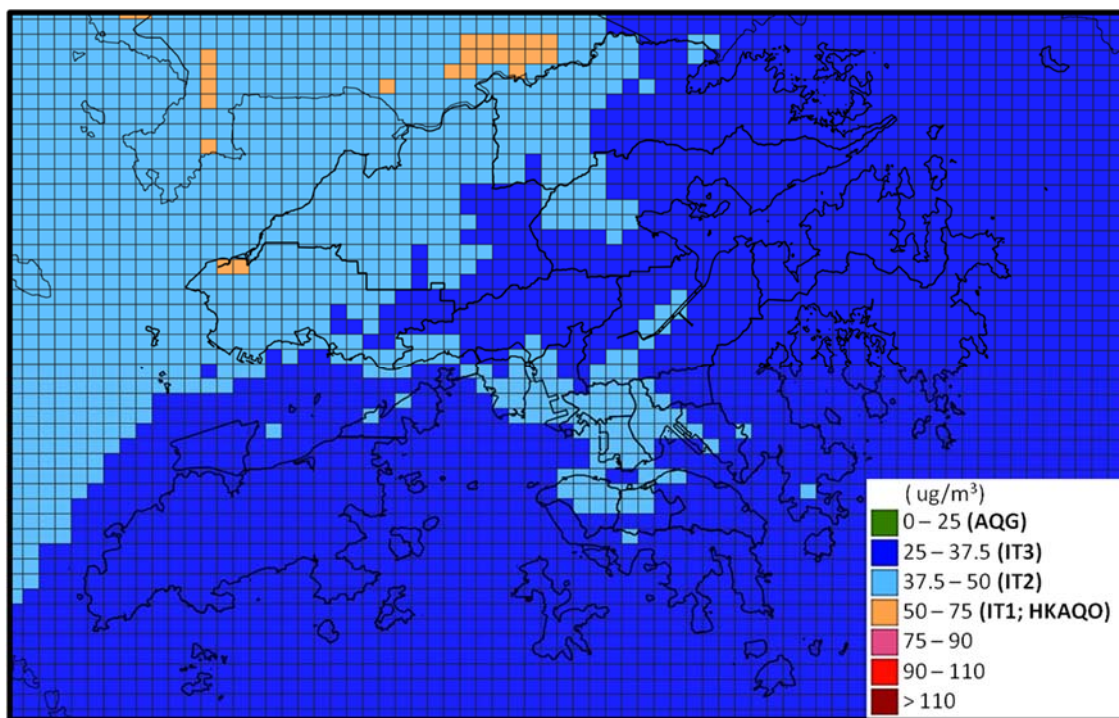 ( ug/m³)
0 – 25 (AQG)
25 – 37.5 (IT3)
37.5 – 50 (IT2)
50 – 75 (IT1; HKAQO)
75 – 90
90 – 110
> 110